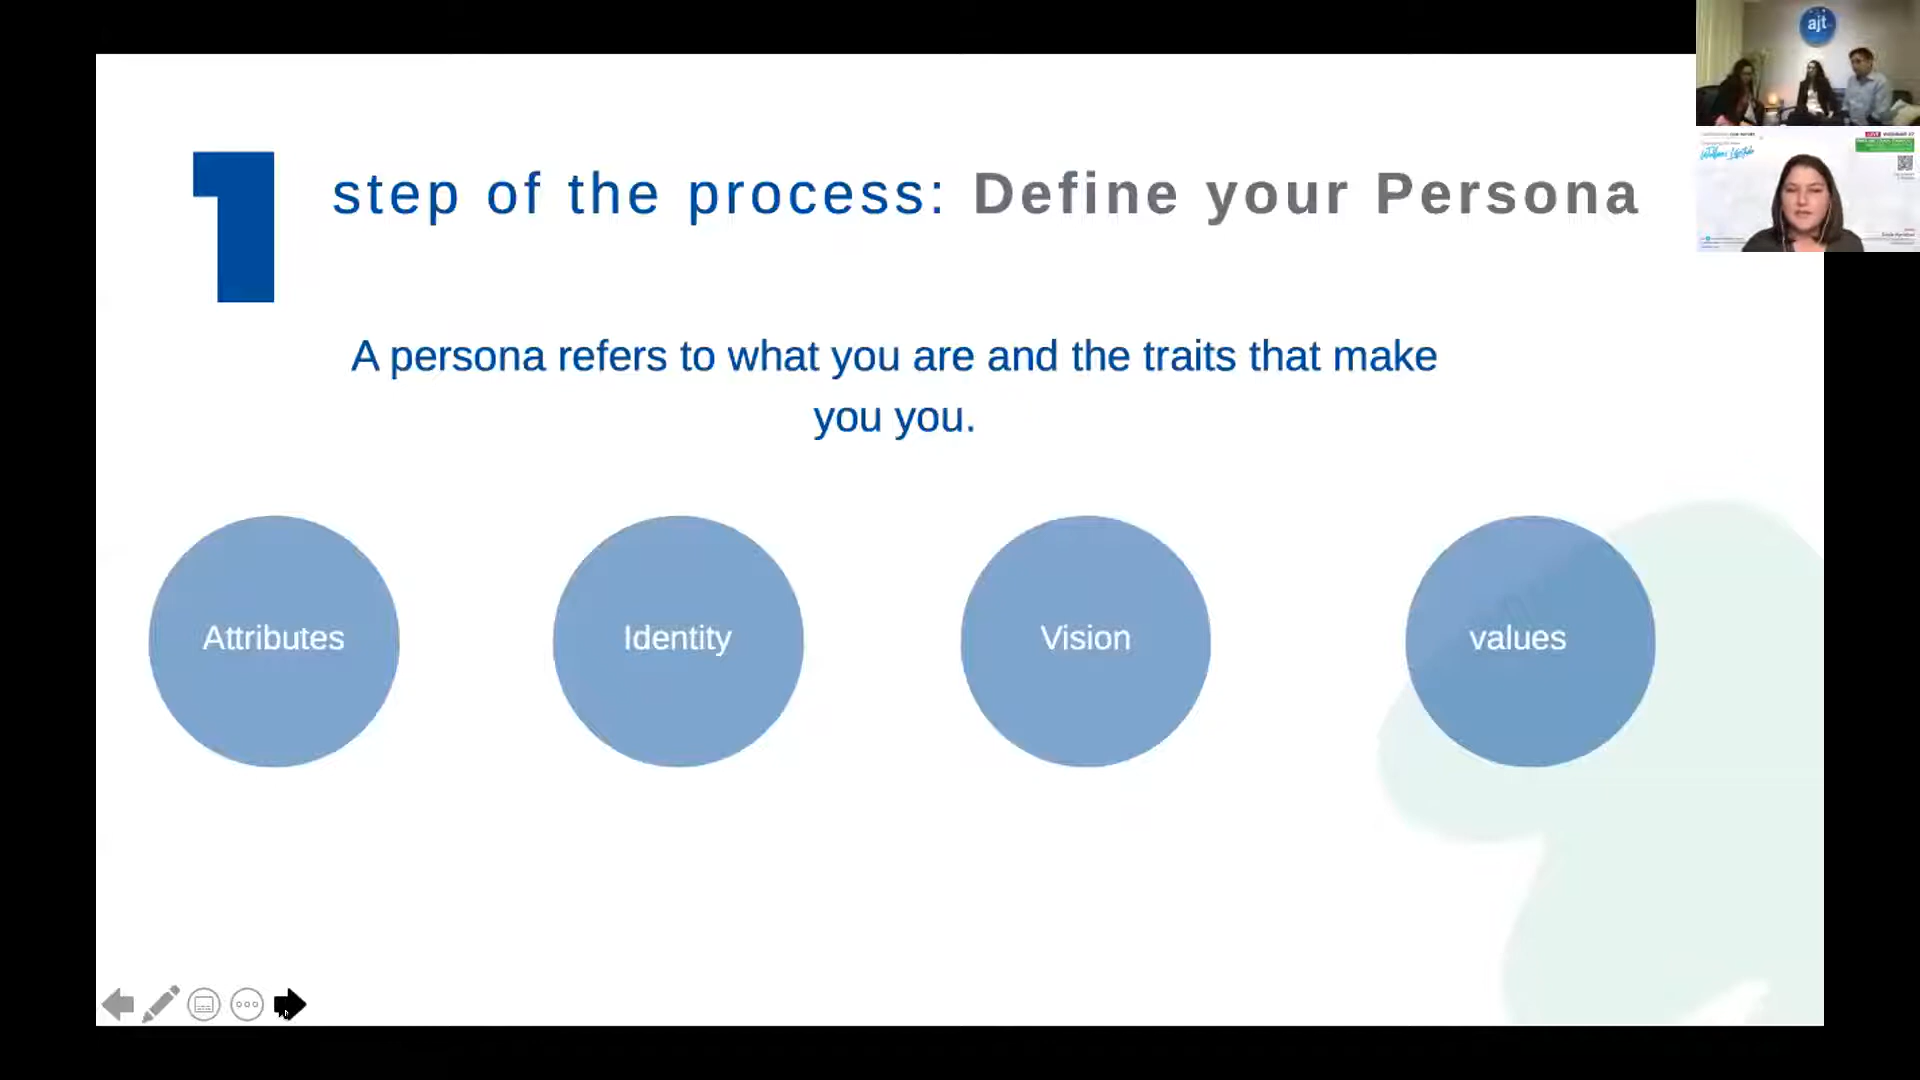 ajt
1 step of the process: Define your Persona
A persona refers to what you are and the traits that make
you you.
Attributes
Identity
Vision
values